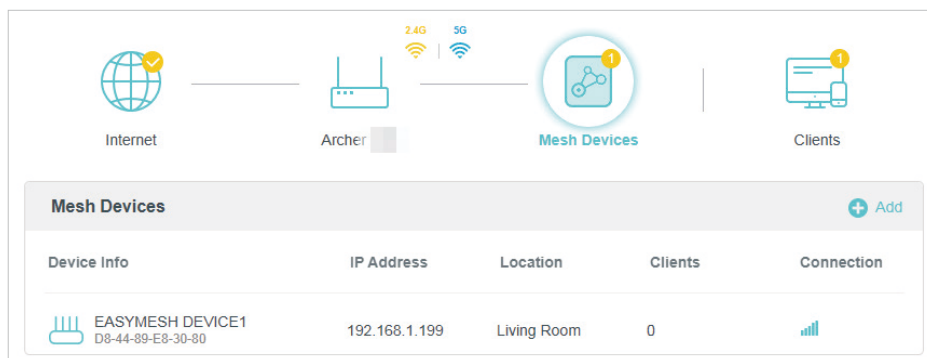 2.4G 5G
1 1
Internet Archer Mesh Devices Clients
Mesh Devices Add
Device Info IP Address Location Clients Connection
EASYMESH DEVICE1 192.168.1.199 Living Room 0
D8-44-89-E8-30-80